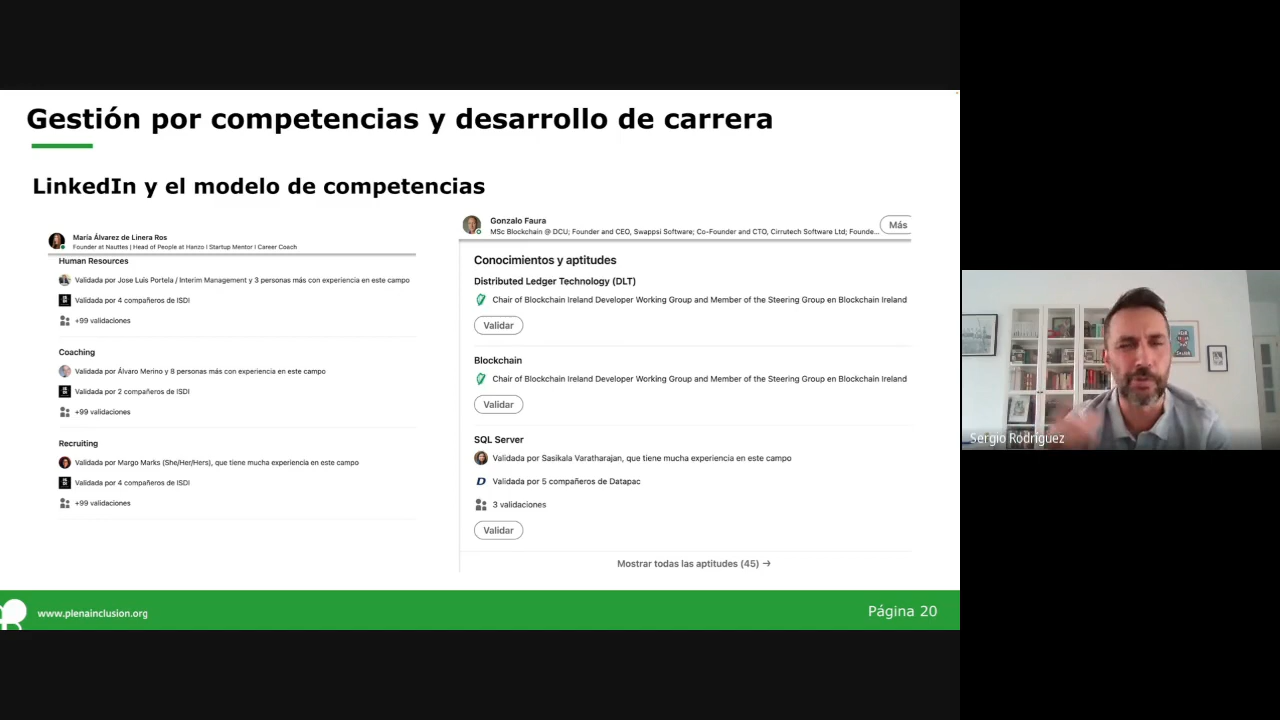 Gestión por competencias y desarrollo de carrera
LinkedIn y el modelo de competencias
María Álvarez de Linera Ros
Founder at Nauttes | Head of People at Hanzo I Startup Mentor I Career Coach
Human Resources
Validada por Jose Luis Portela / Interim Management y 3 personas más con experiencia en este campo
Validada por 4 compañeros de ISDI
+99 validaciones
Coaching
Validada por Álvaro Merino y 8 personas más con experiencia en este campo
Validada por 2 compañeros de ISDI
+99 validaciones
Recruiting
Validada por Margo Marks (She/Her/Hers), que tiene mucha experiencia en este campo
Validada por 4 compañeros de ISDI
+99 validaciones
Gonzalo Faura
MSc Blockchain @ DCU; Founder and CEO, Swappsi Software; Co-Founder and CTO, Cirrutech Software Ltd; Founde...
Más
Conocimientos y aptitudes
Distributed Ledger Technology (DLT)
Chair of Blockchain Ireland Developer Working Group and Member of the Steering Group en Blockchain Ireland
Validar
Blockchain
Chair of Blockchain Ireland Developer Working Group and Member of the Steering Group en Blockchain Ireland
Validar
SQL Server
Validada por Sasikala Varatharajan, que tiene mucha experiencia en este campo
Validada por 5 compañeros de Datapac
3 validaciones
Validar
Mostrar todas las aptitudes (45) →
www.plenainclusion.org
Página 20
Sergio Rodríguez